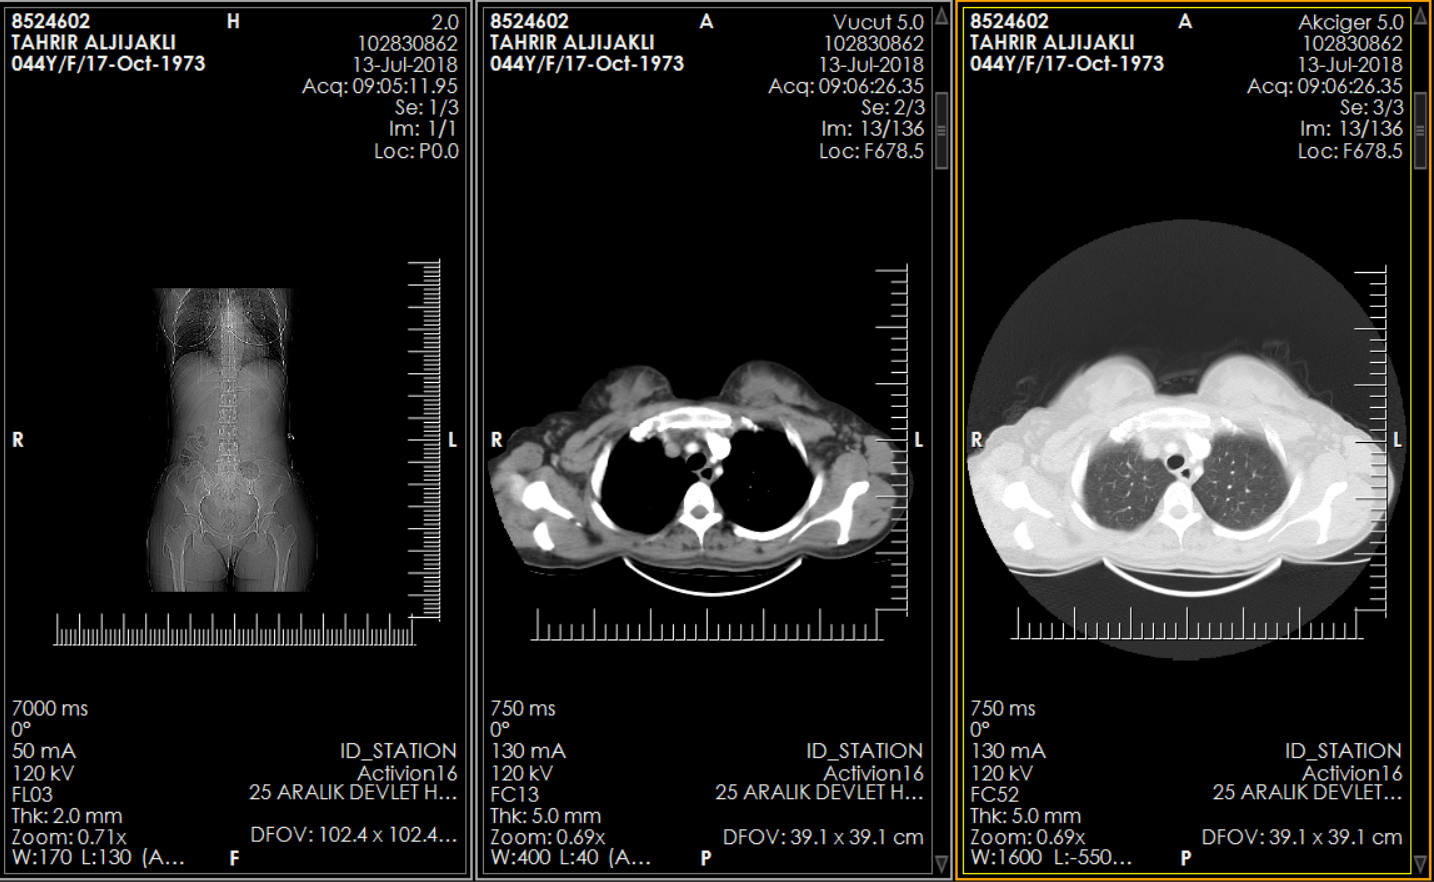 8524602 H 2.0
TAHRIR ALJIJAKLI 102830862
044Y/F/17-Oct-1973 13-Jul-2018
Acq: 09:05:11.95
Se: 1/3
Im: 1/1
Loc: P0.0
R L
7000 ms
0°
50 mA ID_STATION
120 kV Activion16
FL03 25 ARALIK DEVLET H...
Thk: 2.0 mm
Zoom: 0.71x DFOV: 102.4 x 102.4...
W:170 L:130 (A... F
8524602 A Vucut 5.0
TAHRIR ALJIJAKLI 102830862
044Y/F/17-Oct-1973 13-Jul-2018
Acq: 09:06:26.35
Se: 2/3
Im: 13/136
Loc: F678.5
R L
750 ms
0°
130 mA ID_STATION
120 kV Activion16
FC13 25 ARALIK DEVLET H...
Thk: 5.0 mm
Zoom: 0.69x DFOV: 39.1 x 39.1 cm
W:400 L:40 (A... P
8524602 A Akciger 5.0
TAHRIR ALJIJAKLI 102830862
044Y/F/17-Oct-1973 13-Jul-2018
Acq: 09:06:26.35
Se: 3/3
Im: 13/136
Loc: F678.5
R L
750 ms
0°
130 mA ID_STATION
120 kV Activion16
FC52 25 ARALIK DEVLET...
Thk: 5.0 mm
Zoom: 0.69x DFOV: 39.1 x 39.1 cm
W:1600 L:-550... P